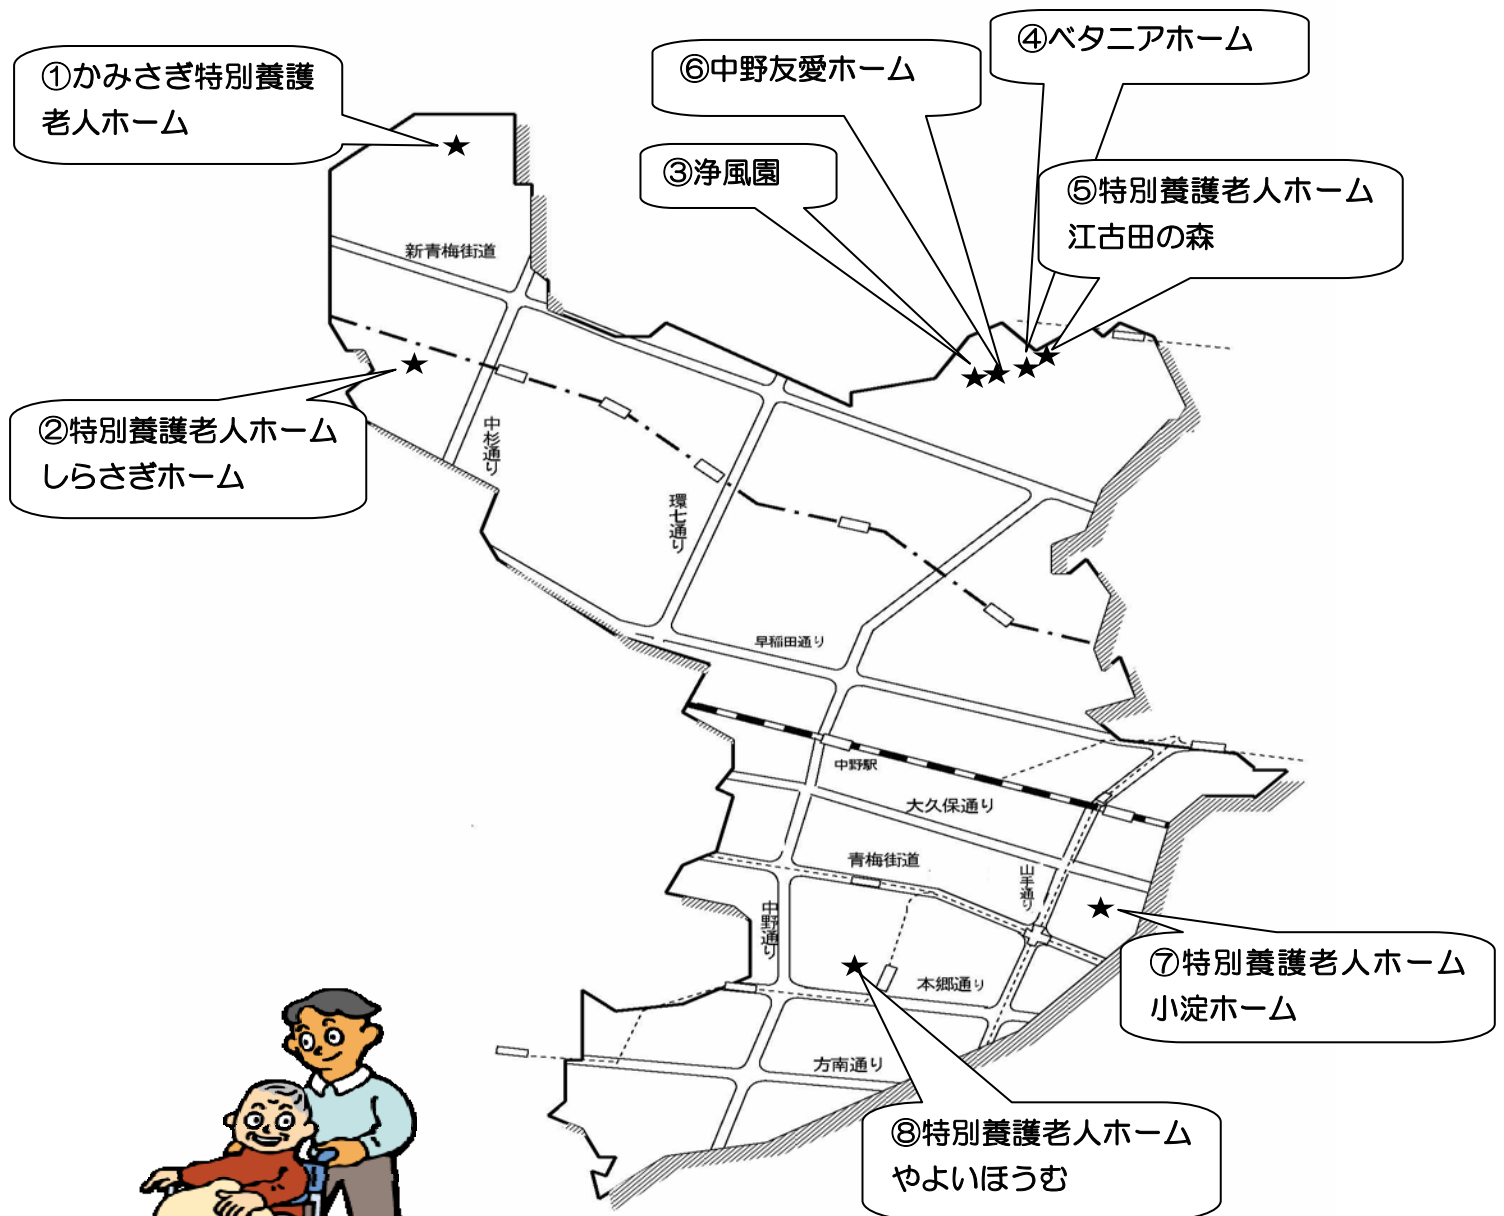 ①かみさぎ特別養護
老人ホーム
⑥中野友愛ホーム
④ベタニアホーム
③浄風園
⑤特別養護老人ホーム
江古田の森
新青梅街道
②特別養護老人ホーム
しらさぎホーム
中杉通り
環七通り
早稲田通り
中野駅
大久保通り
青梅街道
山手通り
中野通り
本郷通り
⑦特別養護老人ホーム
小淀ホーム
方南通り
⑧特別養護老人ホーム
やよいほうむ